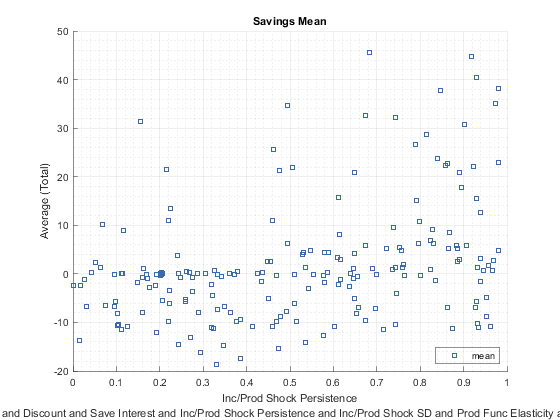 Savings Mean
50
40
30
20
10
0
-10
-20
Average (Total)
0 0.1 0.2 0.3 0.4 0.5 0.6 0.7 0.8 0.9 1
mean
Inc/Prod Shock Persistence
and Discount and Save Interest and Inc/Prod Shock Persistence and Inc/Prod Shock SD and Prod Func Elasticity a